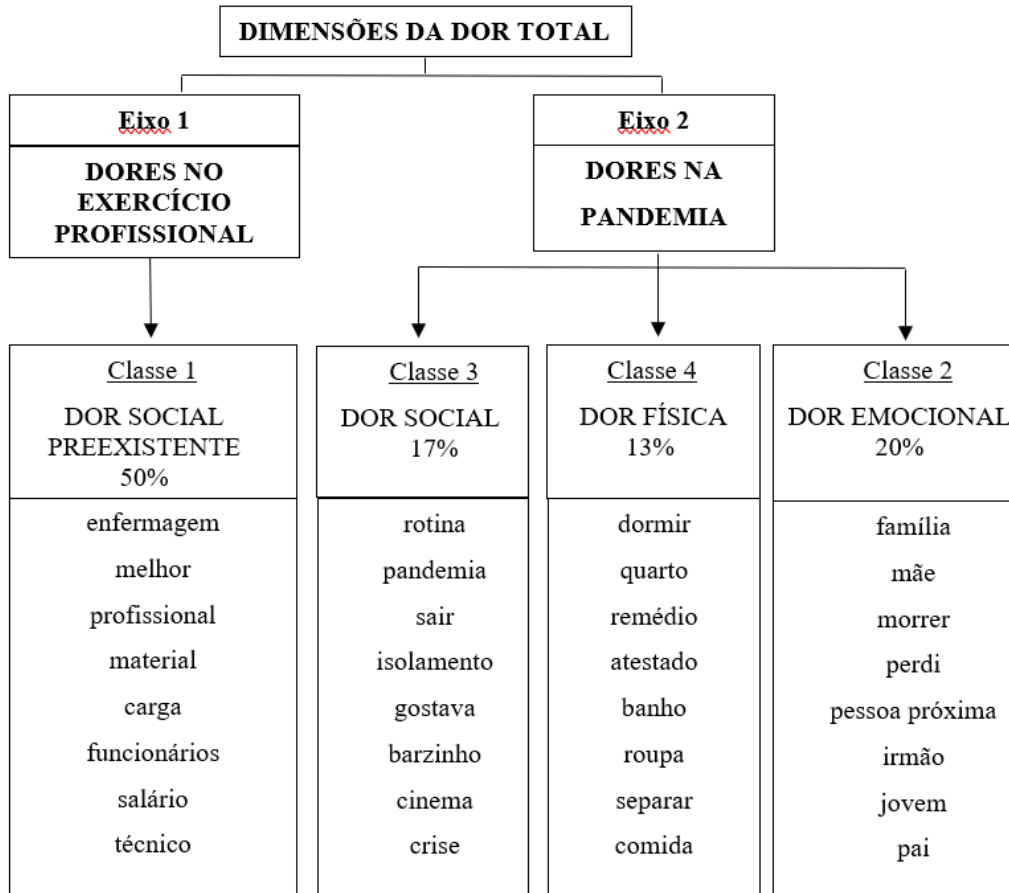 DIMENSÕES DA DOR TOTAL
Eixo 1
DORES NO
EXERCÍCIO
PROFISSIONAL
Eixo 2
DORES NA
PANDEMIA
Classe 1
DOR SOCIAL
PREEXISTENTE
50%
enfermagem
melhor
profissional
material
carga
funcionários
salário
técnico
Classe 3
DOR SOCIAL
17%
rotina
pandemia
sair
isolamento
gostava
barzinho
cinema
crise
Classe 4
DOR FÍSICA
13%
dormir
quarto
remédio
atestado
banho
roupa
separar
comida
Classe 2
DOR EMOCIONAL
20%
família
mãe
morrer
perdi
pessoa próxima
irmão
jovem
pai